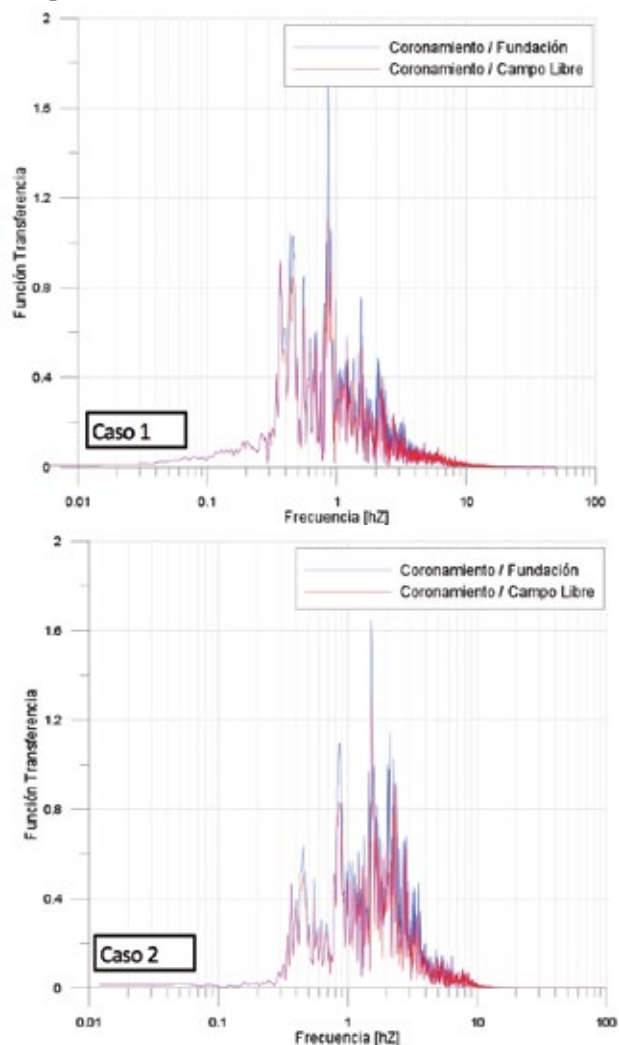 2
Coronamiento / Fundación
Coronamiento / Campo Libre
1.6
1.2
0.8
0.4
0
Función Transferencia
Caso 1
0.01 0.1 1 10 100
Frecuencia [hZ]
2
Coronamiento / Fundación
Coronamiento / Campo Libre
1.6
1.2
0.8
0.4
0
Función Transferencia
Caso 2
0.01 0.1 1 10 100
Frecuencia [hZ]